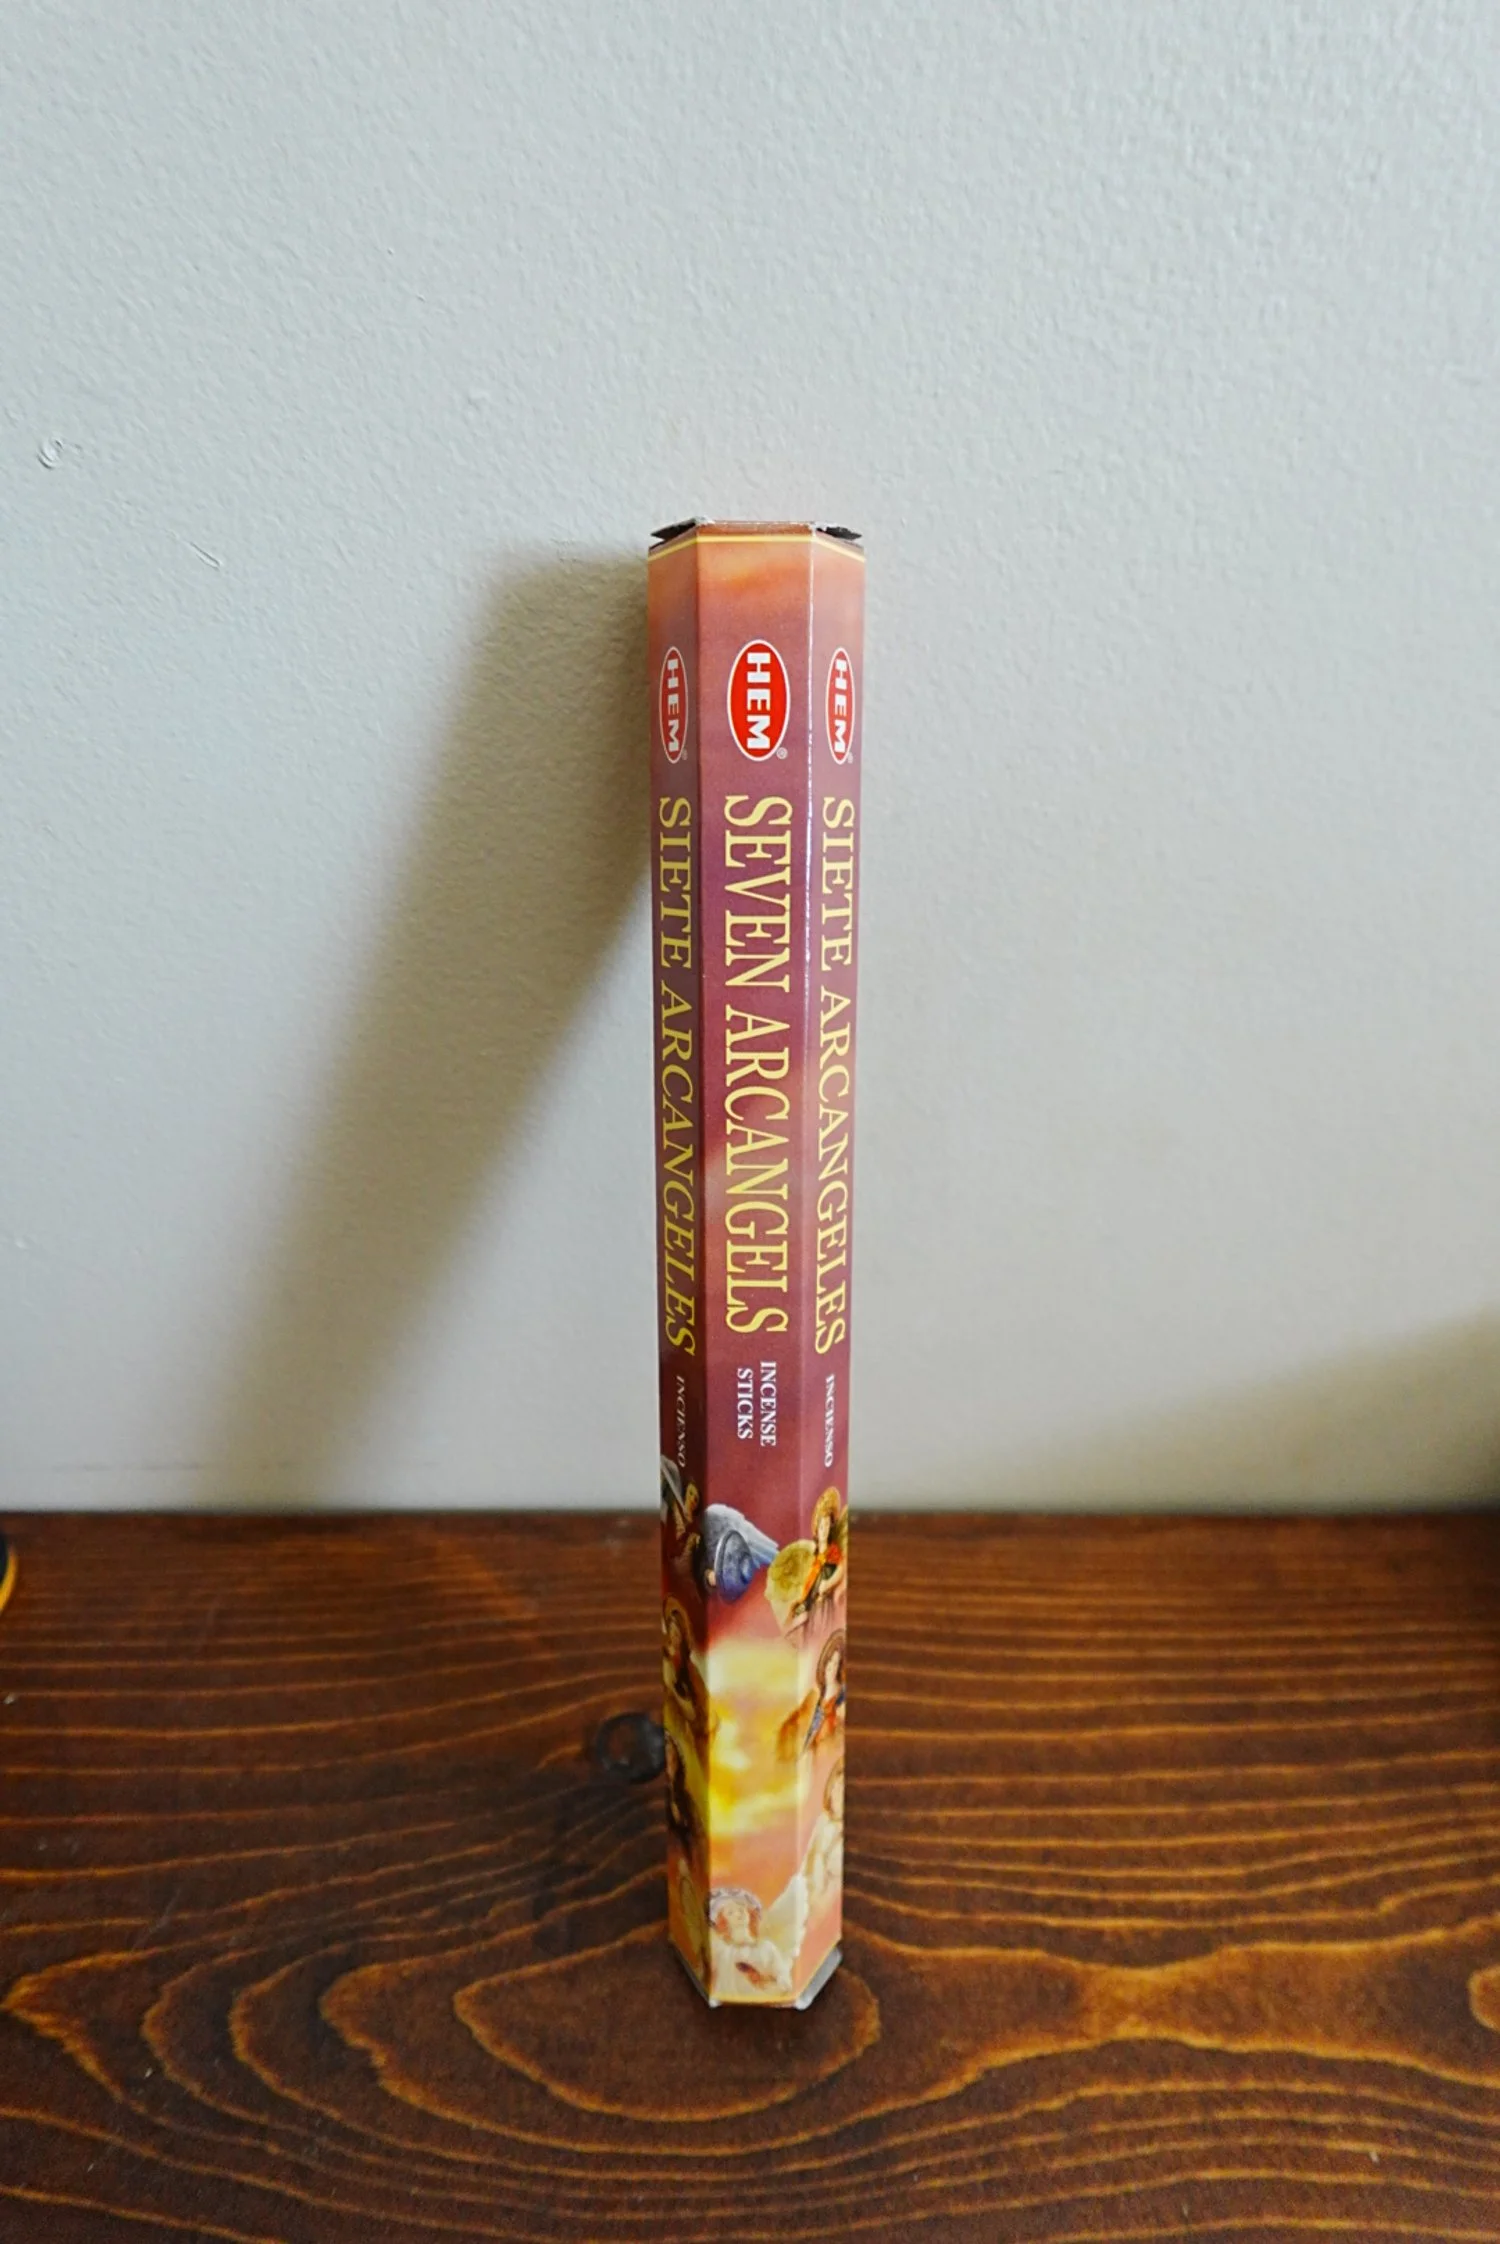 HEM®
SIETE ARCANGELES
INCIENSO
HEM®
SEVEN ARCANGELS
INCENSE
STICKS
HEM®
SIETE ARCANGELES
INCIENSO